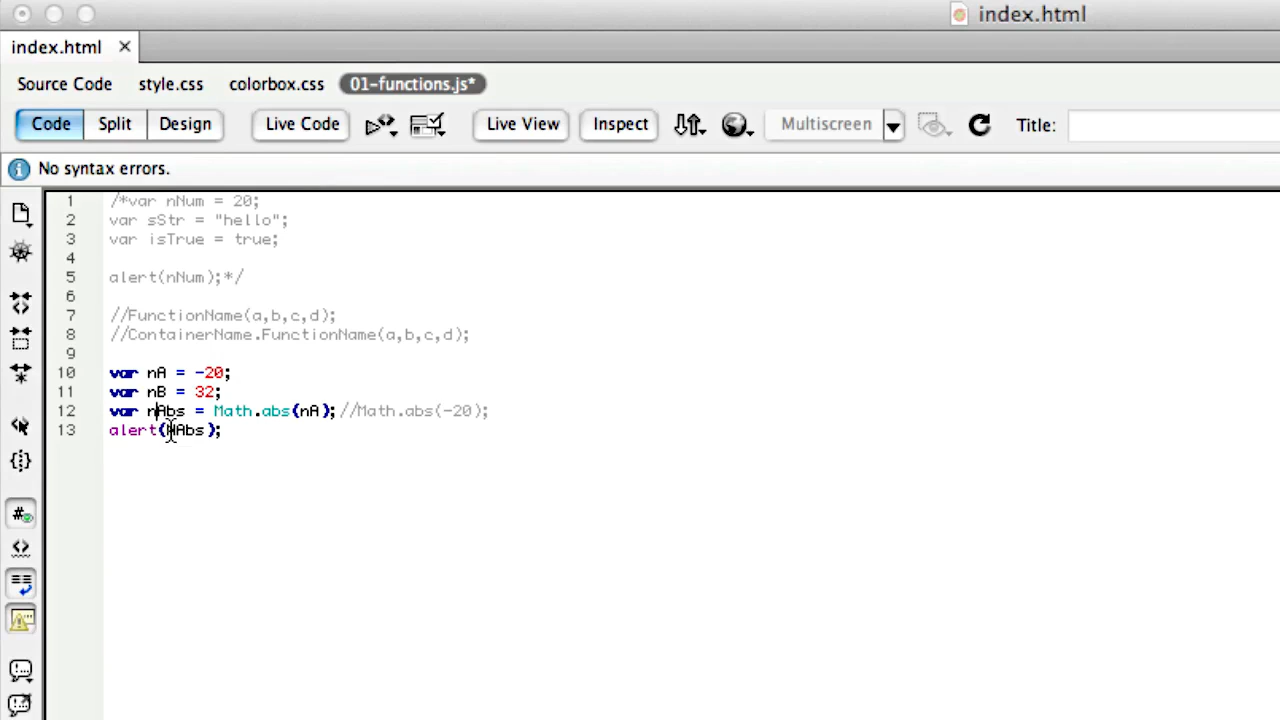 index.html
index.html
Source Code style.css colorbox.css 01-functions.js*
Code Split Design Live Code Live View Inspect Multiscreen Title:
No syntax errors.
1 /*var nNum = 20;
2 var sStr = "hello";
3 var isTrue = true;
4
5 alert(nNum);*/
6
7 //FunctionName(a,b,c,d);
8 //ContainerName.FunctionName(a,b,c,d);
9
10 var nA = -20;
11 var nB = 32;
12 var nAbs = Math.abs(nA);//Math.abs(-20);
13 alert(